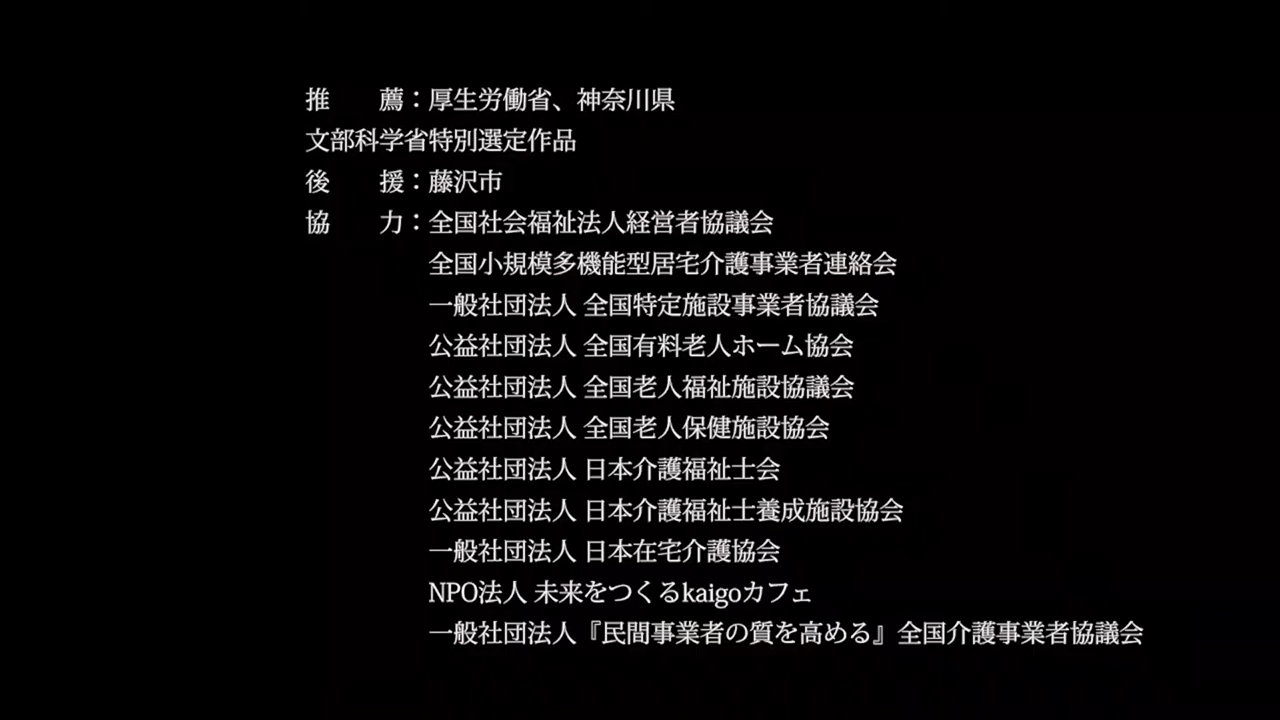 推　　薦：厚生労働省、神奈川県
文部科学省特別選定作品
後　　援：藤沢市
協　　力：全国社会福祉法人経営者協議会
全国小規模多機能型居宅介護事業者連絡会
一般社団法人 全国特定施設事業者協議会
公益社団法人 全国有料老人ホーム協会
公益社団法人 全国老人福祉施設協議会
公益社団法人 全国老人保健施設協会
公益社団法人 日本介護福祉士会
公益社団法人 日本介護福祉士養成施設協会
一般社団法人 日本在宅介護協会
NPO法人 未来をつくるkaigoカフェ
一般社団法人『民間事業者の質を高める』全国介護事業者協議会